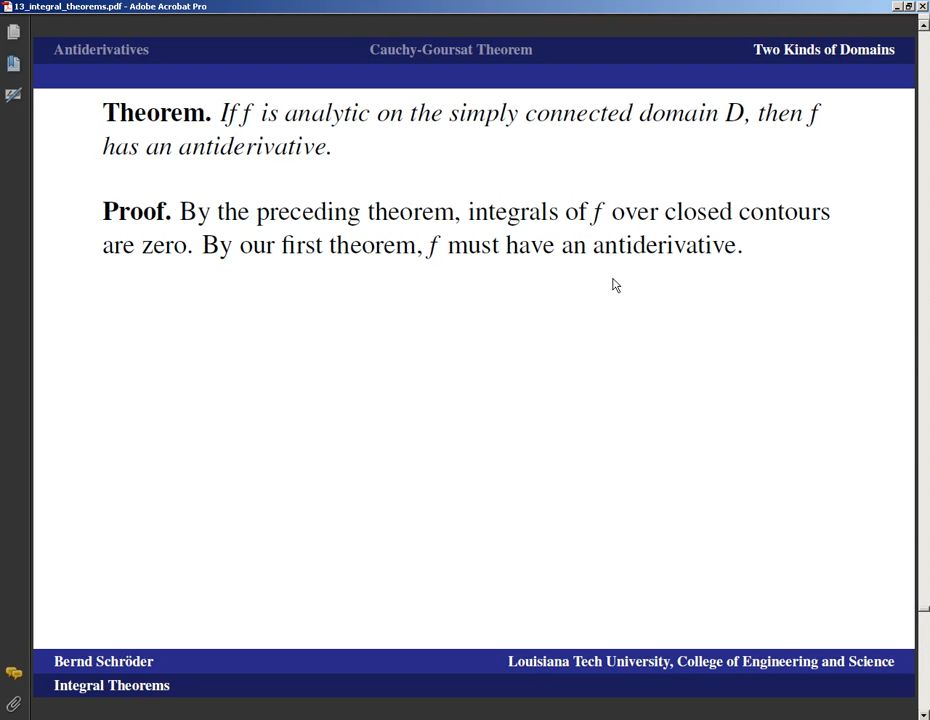 13_integral_theorems.pdf - Adobe Acrobat Pro
Antiderivatives Cauchy-Goursat Theorem Two Kinds of Domains
Theorem. If f is analytic on the simply connected domain D, then f
has an antiderivative.
Proof. By the preceding theorem, integrals of f over closed contours
are zero. By our first theorem, f must have an antiderivative.
Bernd Schröder Louisiana Tech University, College of Engineering and Science
Integral Theorems